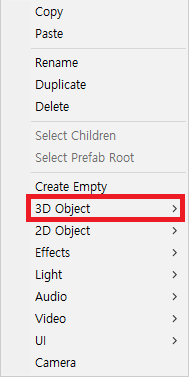 Copy
Paste
Rename
Duplicate
Delete
Select Children
Select Prefab Root
Create Empty
3D Object >
2D Object >
Effects >
Light >
Audio >
Video >
UI >
Camera